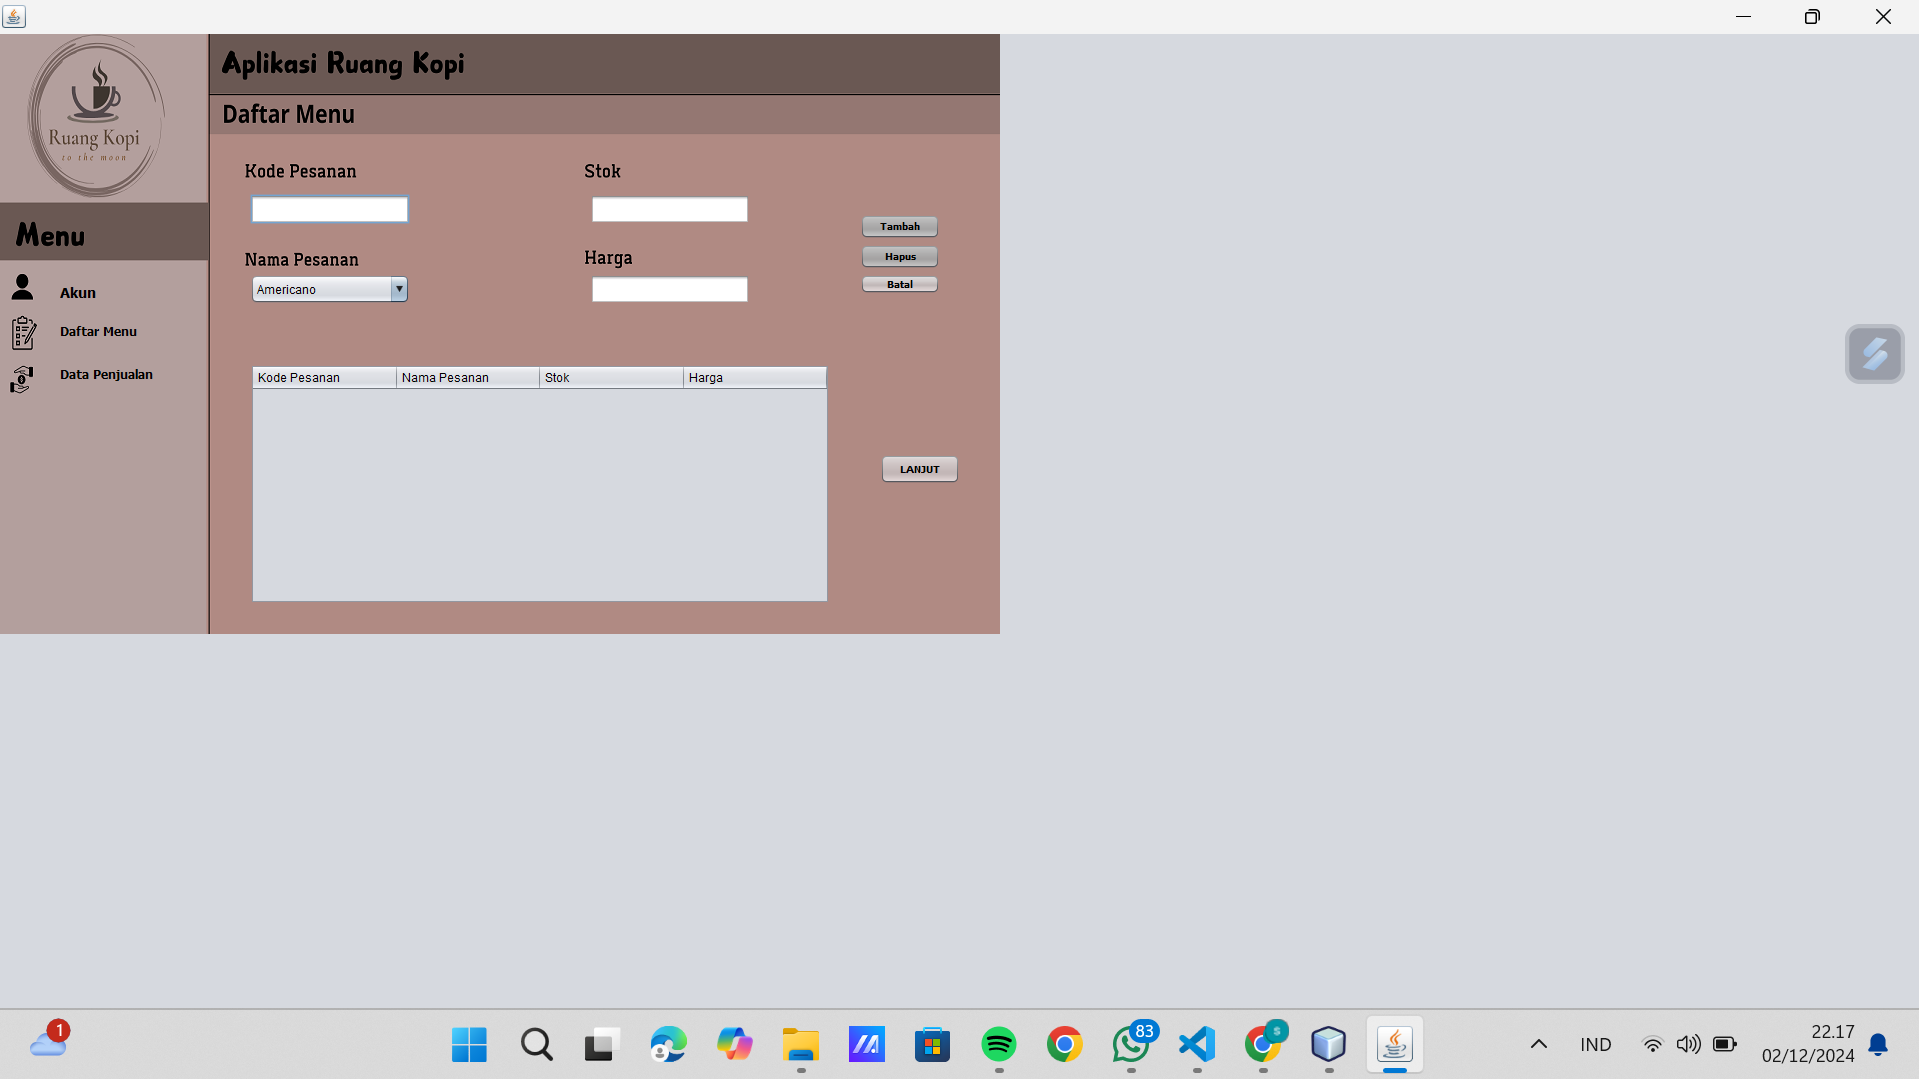 Aplikasi Ruang Kopi
Ruang Kopi
to the moon
Daftar Menu
Menu
Akun
Daftar Menu
Data Penjualan
Kode Pesanan
Stok
Nama Pesanan
Harga
Americano
Tambah
Hapus
Batal
Kode Pesanan Nama Pesanan Stok Harga
LANJUT
1
83
S
IND
22.17
02/12/2024